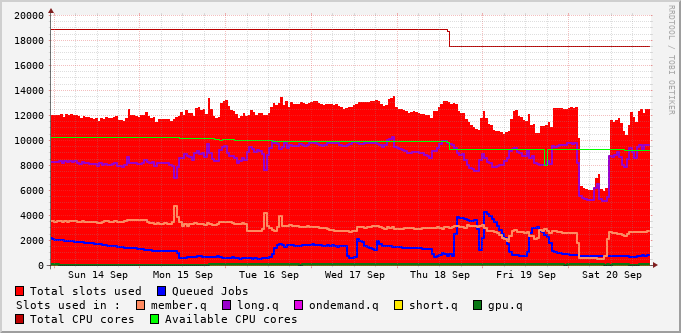 RRDTOOL / TOBI OETIKER
20000
18000
16000
14000
12000
10000
8000
6000
4000
2000
0
Sun 14 Sep Mon 15 Sep Tue 16 Sep Wed 17 Sep Thu 18 Sep Fri 19 Sep Sat 20 Sep
Total slots used Queued Jobs
Slots used in : member.q long.q ondemand.q short.q gpu.q
Total CPU cores Available CPU cores